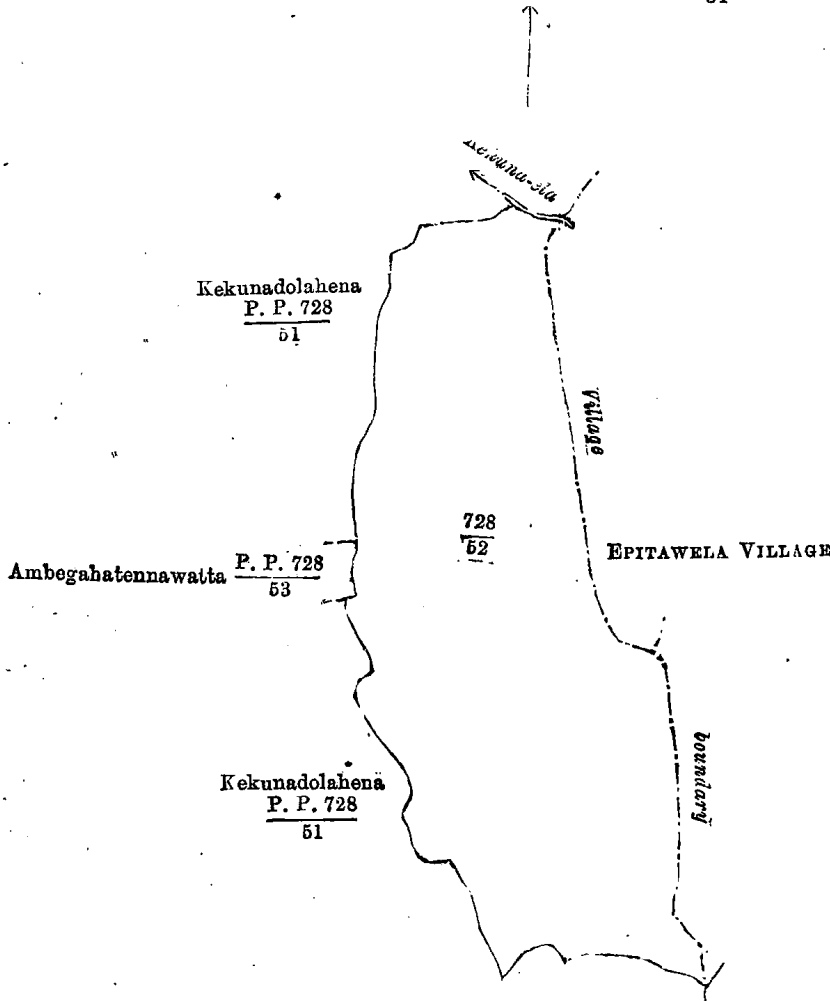 Kekunadolahena
P. P. 728
51
Village
728
52
EPITAWELA VILLAGE
Ambegahatennawatta P. P. 728
53
Kekunadolahena
P. P. 728
51
boundary